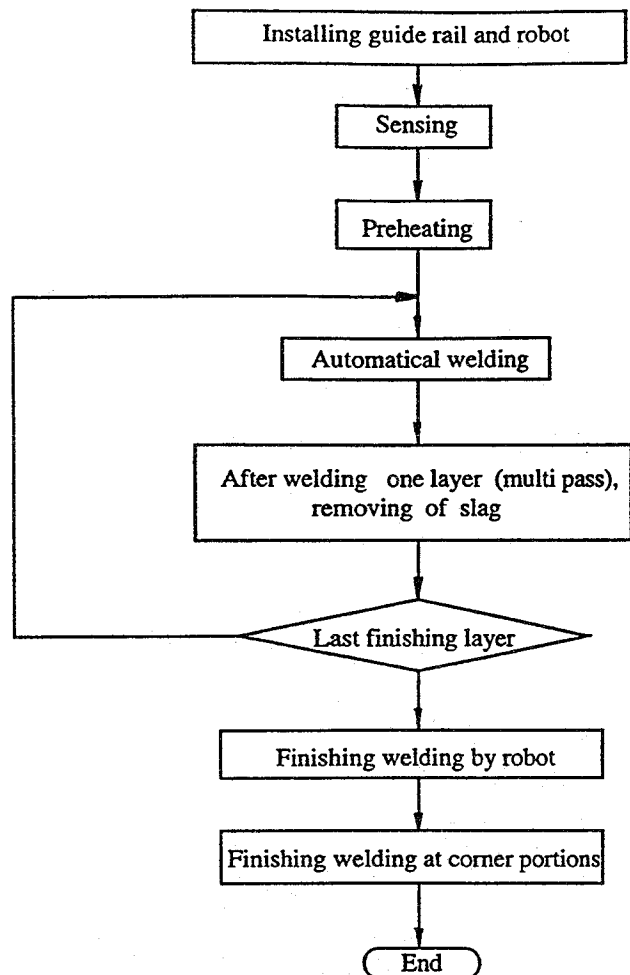 Installing guide rail and robot
Sensing
Preheating
Automatical welding
After welding one layer (multi pass),
removing of slag
Last finishing layer
Finishing welding by robot
Finishing welding at corner portions
End